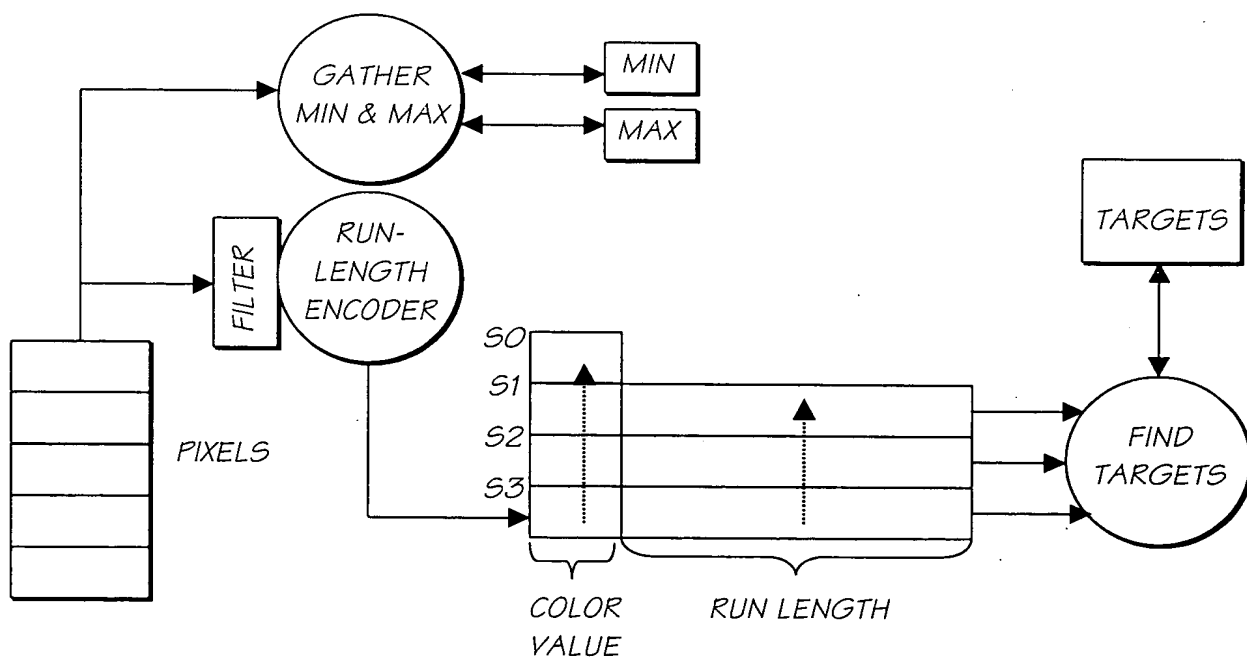 GATHER
MIN & MAX
MIN
MAX
FILTER
RUN-
LENGTH
ENCODER
TARGETS
S0
S1
S2
S3
PIXELS
FIND
TARGETS
COLOR
VALUE
RUN LENGTH